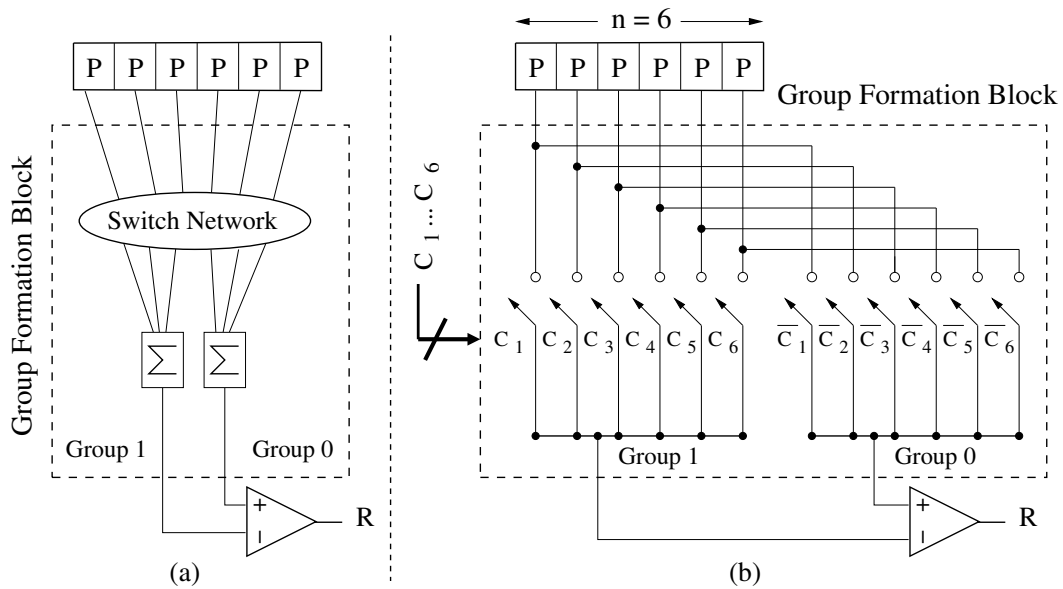 P P P P P P
Group Formation Block
Switch Network
Σ Σ
Group 1
Group 0
+
−
R
(a)
n = 6
P P P P P P
Group Formation Block
C 1 ... C 6
C 1 C 2 C 3 C 4 C 5 C 6
C̅ 1 C̅ 2 C̅ 3 C̅ 4 C̅ 5 C̅ 6
Group 1
Group 0
+
−
R
(b)